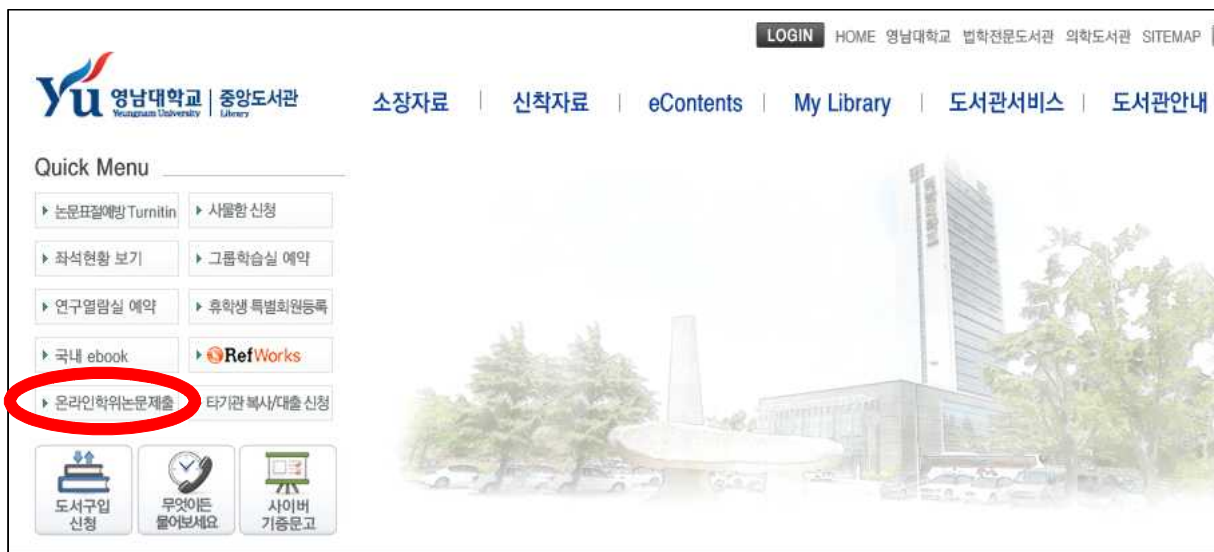 LOGIN HOME 영남대학교 법학전문도서관 의학도서관 SITEMAP
yu 영남대학교 중앙도서관
Yeungnam University Library
소장자료 신착자료 eContents My Library 도서관서비스 도서관안내
Quick Menu
논문표절예방 Turnitin 사물함 신청
좌석현황 보기 그룹학습실 예약
연구열람실 예약 휴학생 특별회원등록
국내 ebook RefWorks
온라인학위논문제출 타기관 복사/대출 신청
도서구입 무엇이든 사이버
신청 물어보세요 기증문고